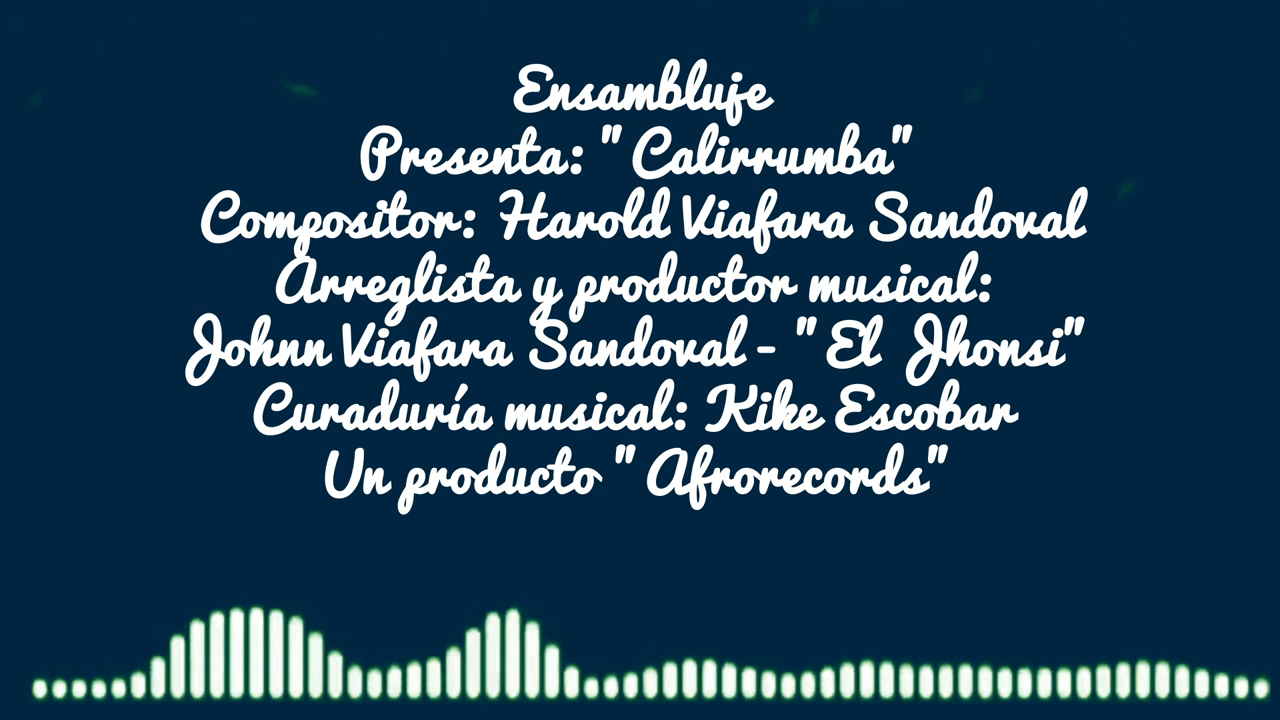 Ensambluje
Presenta: "Calirrumba"
Compositor: Harold Viafara Sandoval
Arreglista y productor musical:
Johnn Viafara Sandoval - "El Jhonsi"
Curaduría musical: Kike Escobar
Un producto "Afrorecords"